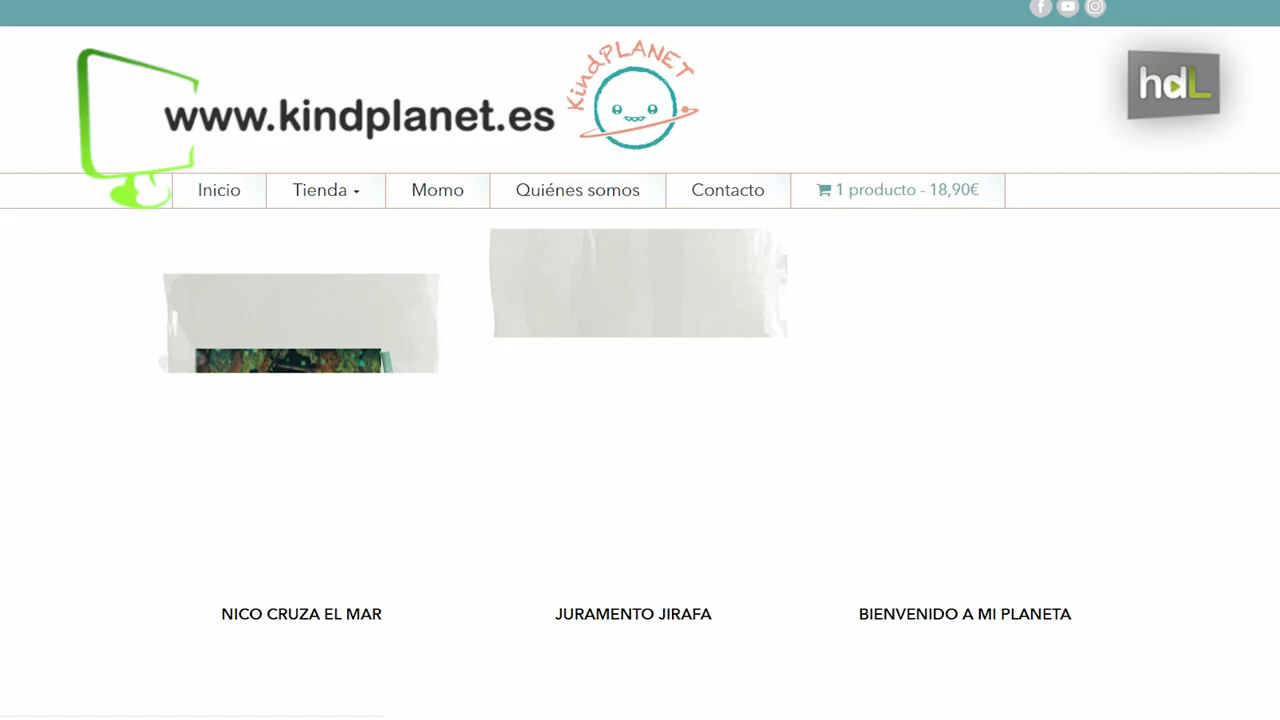 KindPLANET
www.kindplanet.es
hdL
Inicio
Tienda
Momo
Quiénes somos
Contacto
1 producto - 18,90€
NICO CRUZA EL MAR
JURAMENTO JIRAFA
BIENVENIDO A MI PLANETA